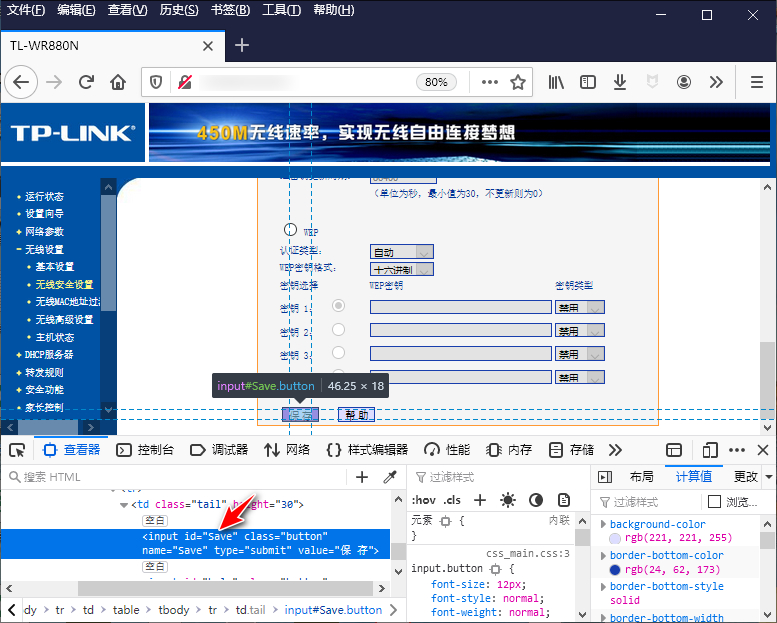 文件(F) 编辑(E) 查看(V) 历史(S) 书签(B) 工具(T) 帮助(H)
TL-WR880N
80%
TP-LINK
450M无线速率，实现无线自由连接梦想
运行状态
设置向导
网络参数
无线设置
基本设置
无线安全设置
无线MAC地址过
无线高级设置
主机状态
DHCP服务器
转发规则
安全功能
家长控制
(单位为秒，最小值为30，不更新则为0)
WEP
认证类型：
自动
WEP密钥格式：
十六进制
密钥选择 WEP密钥 密钥类型
密钥 1： 禁用
密钥 2： 禁用
密钥 3： 禁用
禁用
input#Save.button 46.25 × 18
保 存 帮 助
查看器 控制台 调试器 网络 样式编辑器 性能 内存 存储
搜索 HTML
<td class="tail" height="30">
空白
<input id="Save" class="button"
name="Save" type="submit" value="保 存">
空白
dy tr td table tbody tr td.tail input#Save.button
过滤样式
:hov .cls
元素 { 内联
}
css_main.css:3
input.button {
font-size: 12px;
font-style: normal;
font-weight: normal;
布局 计算值 更改
过滤样式 浏览...
background-color
rgb(221, 221, 255)
border-bottom-color
rgb(24, 62, 173)
border-bottom-style
solid
border-bottom-width